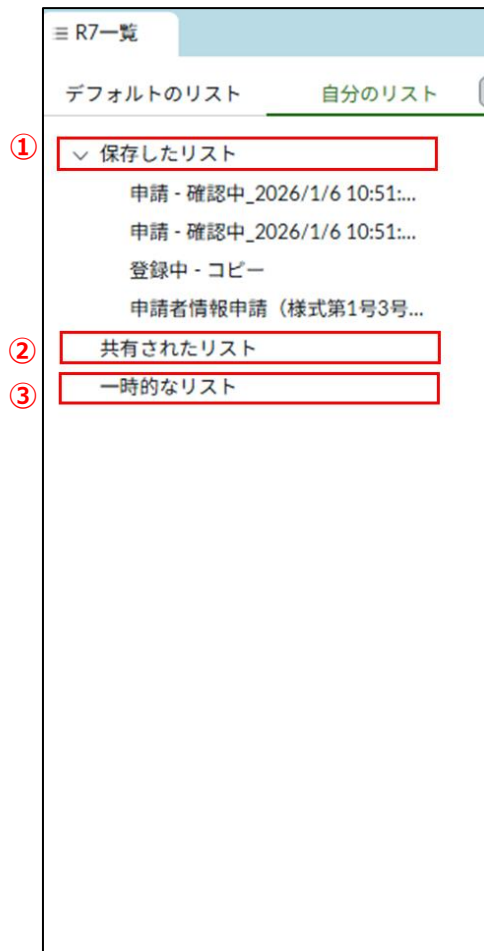 ≡ R7一覧
デフォルトのリスト 自分のリスト
① 保存したリスト
申請 - 確認中_2026/1/6 10:51:...
申請 - 確認中_2026/1/6 10:51:...
登録中 - コピー
申請者情報申請（様式第1号3号...
② 共有されたリスト
③ 一時的なリスト